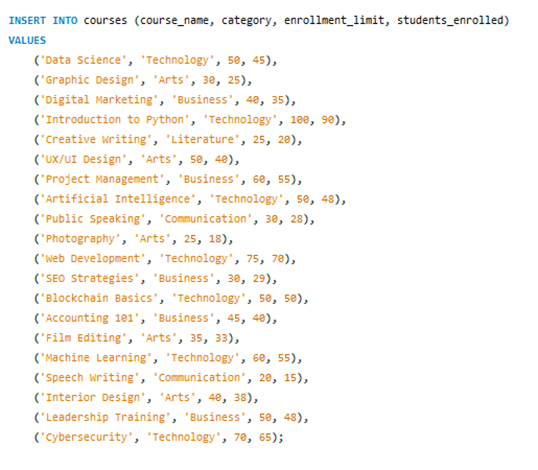 INSERT INTO courses (course_name, category, enrollment_limit, students_enrolled)
VALUES
('Data Science', 'Technology', 50, 45),
('Graphic Design', 'Arts', 30, 25),
('Digital Marketing', 'Business', 40, 35),
('Introduction to Python', 'Technology', 100, 90),
('Creative Writing', 'Literature', 25, 20),
('UX/UI Design', 'Arts', 50, 40),
('Project Management', 'Business', 60, 55),
('Artificial Intelligence', 'Technology', 50, 48),
('Public Speaking', 'Communication', 30, 28),
('Photography', 'Arts', 25, 18),
('Web Development', 'Technology', 75, 70),
('SEO Strategies', 'Business', 30, 29),
('Blockchain Basics', 'Technology', 50, 50),
('Accounting 101', 'Business', 45, 40),
('Film Editing', 'Arts', 35, 33),
('Machine Learning', 'Technology', 60, 55),
('Speech Writing', 'Communication', 20, 15),
('Interior Design', 'Arts', 40, 38),
('Leadership Training', 'Business', 50, 48),
('Cybersecurity', 'Technology', 70, 65);